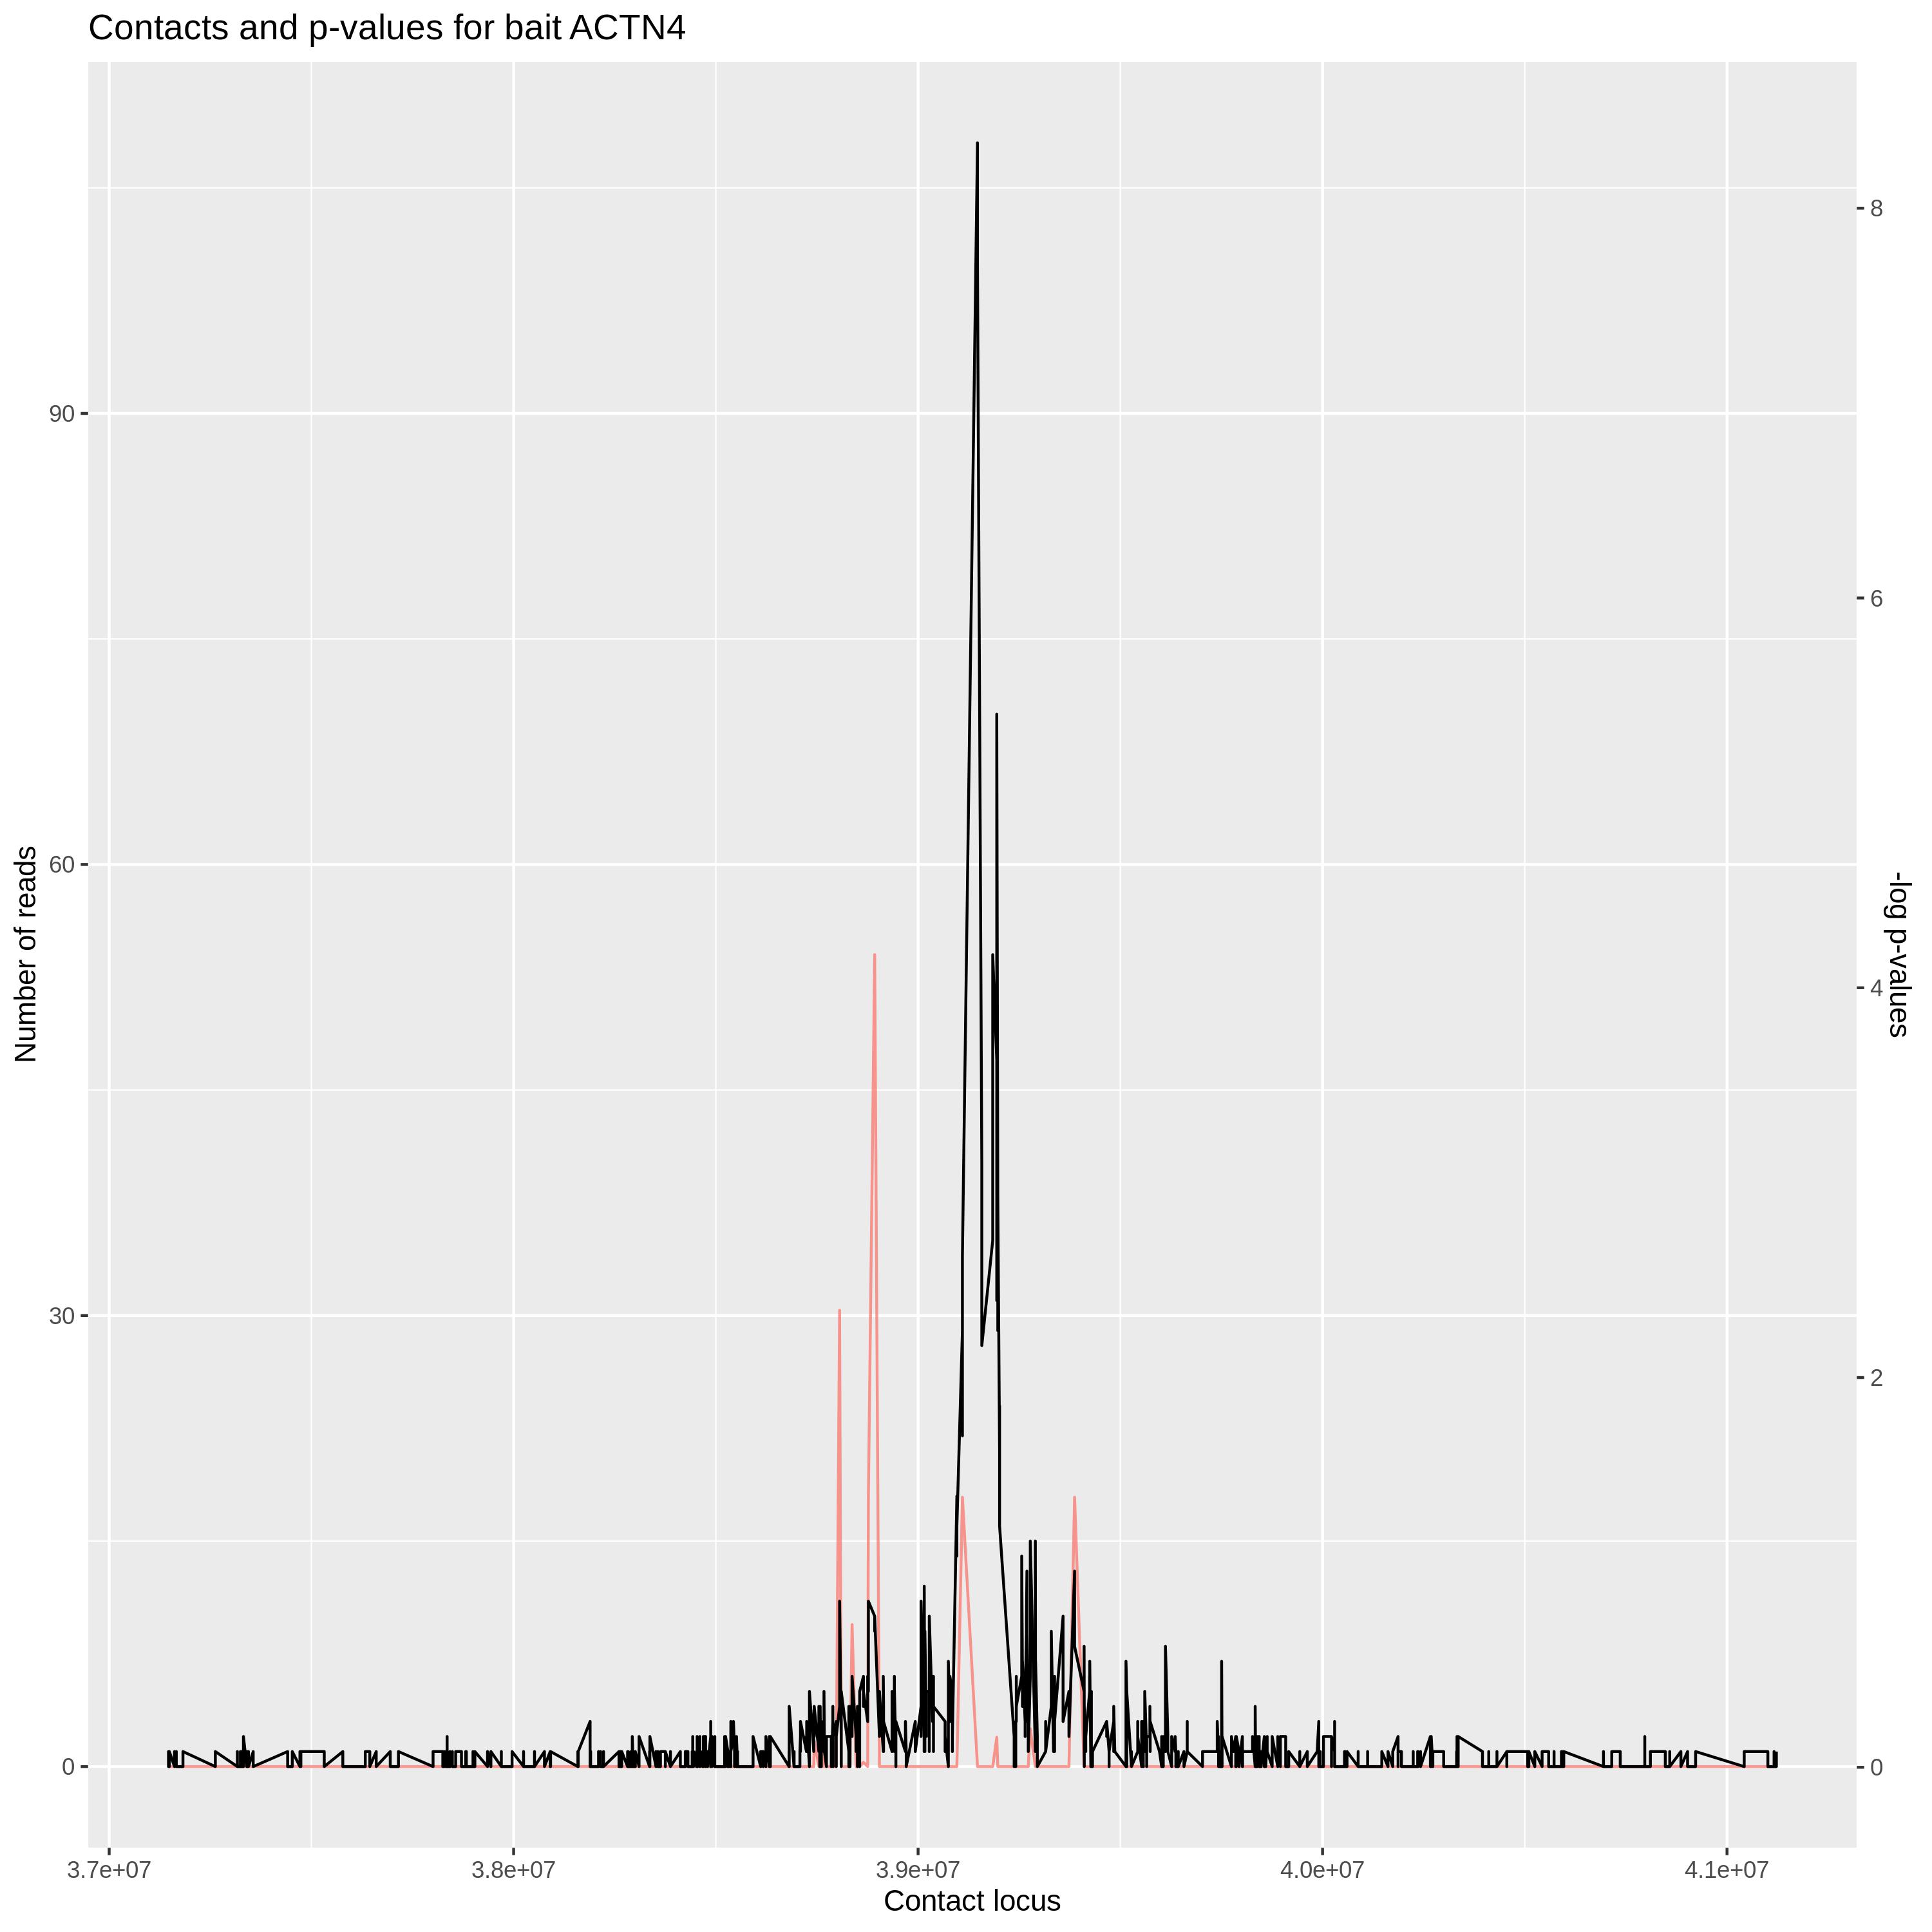 Contacts and p-values for bait ACTN4
90
60
30
0
Number of reads
8
6
4
2
0
-log p-values
3.7e+07 3.8e+07 3.9e+07 4.0e+07 4.1e+07
Contact locus